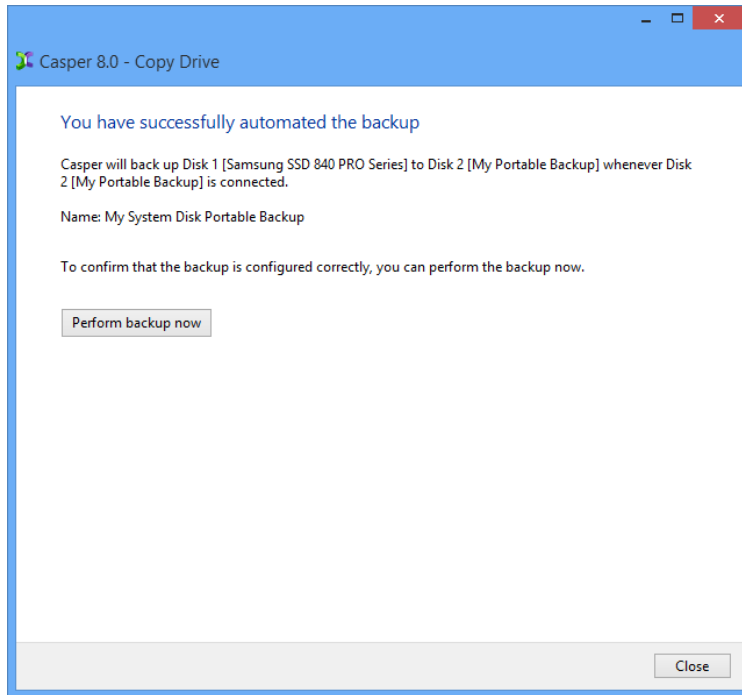 Casper 8.0 - Copy Drive
You have successfully automated the backup
Casper will back up Disk 1 [Samsung SSD 840 PRO Series] to Disk 2 [My Portable Backup] whenever Disk
2 [My Portable Backup] is connected.
Name: My System Disk Portable Backup
To confirm that the backup is configured correctly, you can perform the backup now.
Perform backup now
Close